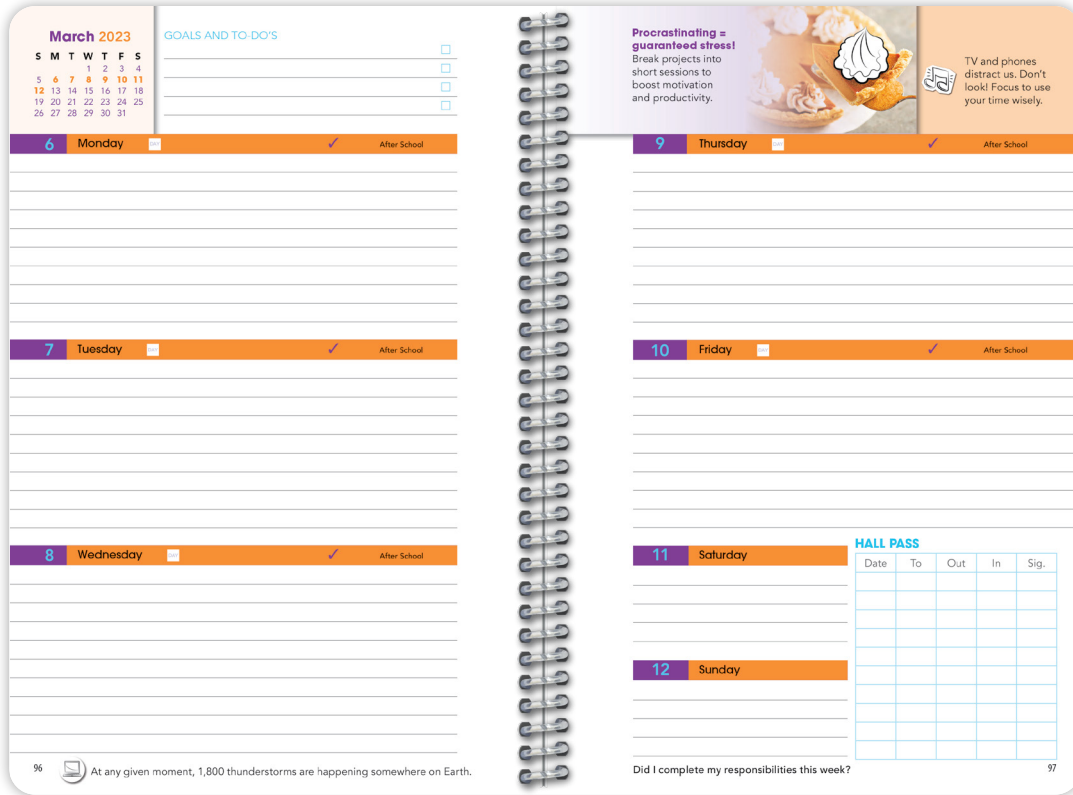 March 2023
S M T W T F S
1 2 3 4
5 6 7 8 9 10 11
12 13 14 15 16 17 18
19 20 21 22 23 24 25
26 27 28 29 30 31
GOALS AND TO-DO'S
6 Monday DAY ✓ After School
7 Tuesday DAY ✓ After School
8 Wednesday DAY ✓ After School
96
At any given moment, 1,800 thunderstorms are happening somewhere on Earth.
Procrastinating =
guaranteed stress!
Break projects into
short sessions to
boost motivation
and productivity.
TV and phones
distract us. Don't
look! Focus to use
your time wisely.
9 Thursday DAY ✓ After School
10 Friday DAY ✓ After School
11 Saturday
12 Sunday
HALL PASS
Date To Out In Sig.
Did I complete my responsibilities this week?
97